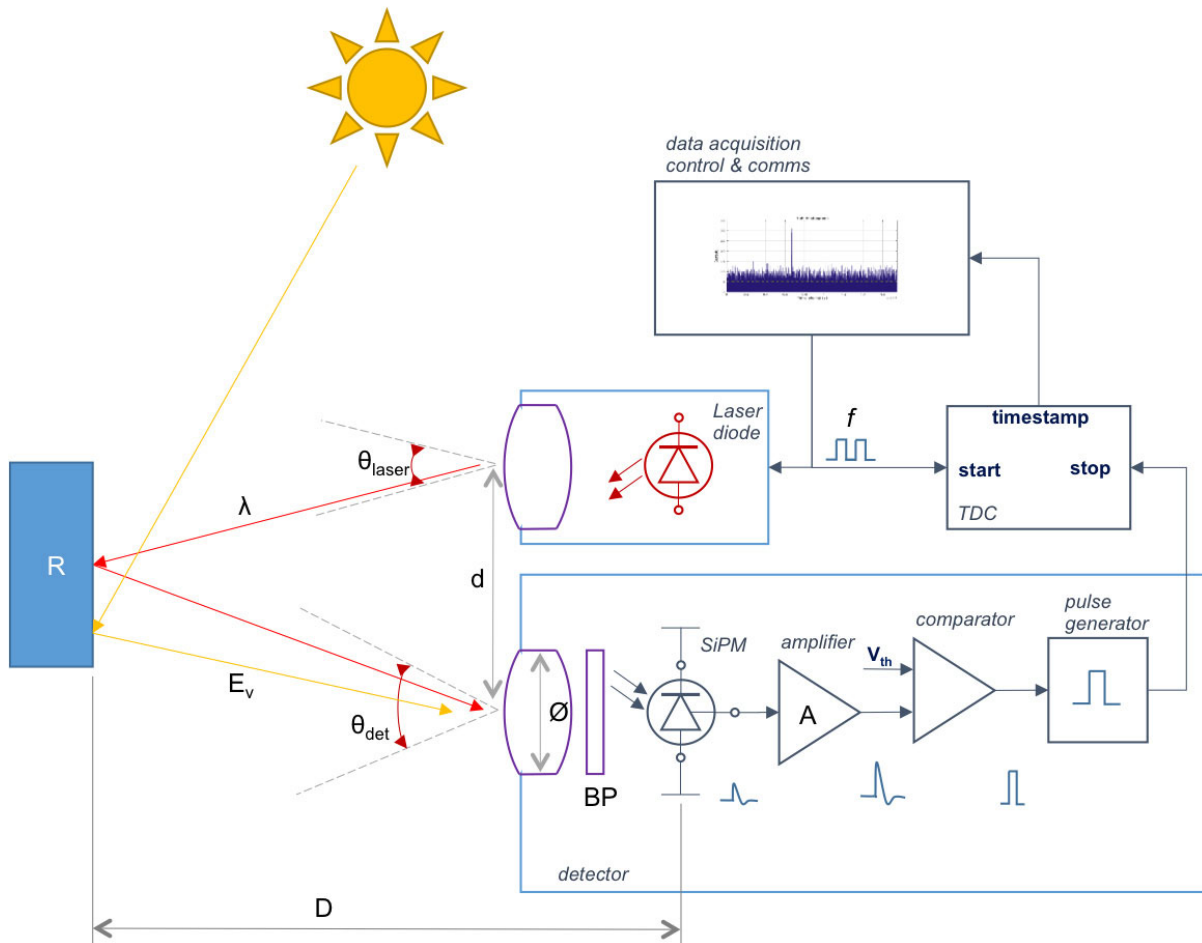 data acquisition
control & comms
Laser
diode
f
timestamp
start
stop
TDC
θlaser
λ
R
d
Ev
θdet
Ø
BP
SiPM
amplifier
A
Vth
comparator
pulse
generator
detector
D